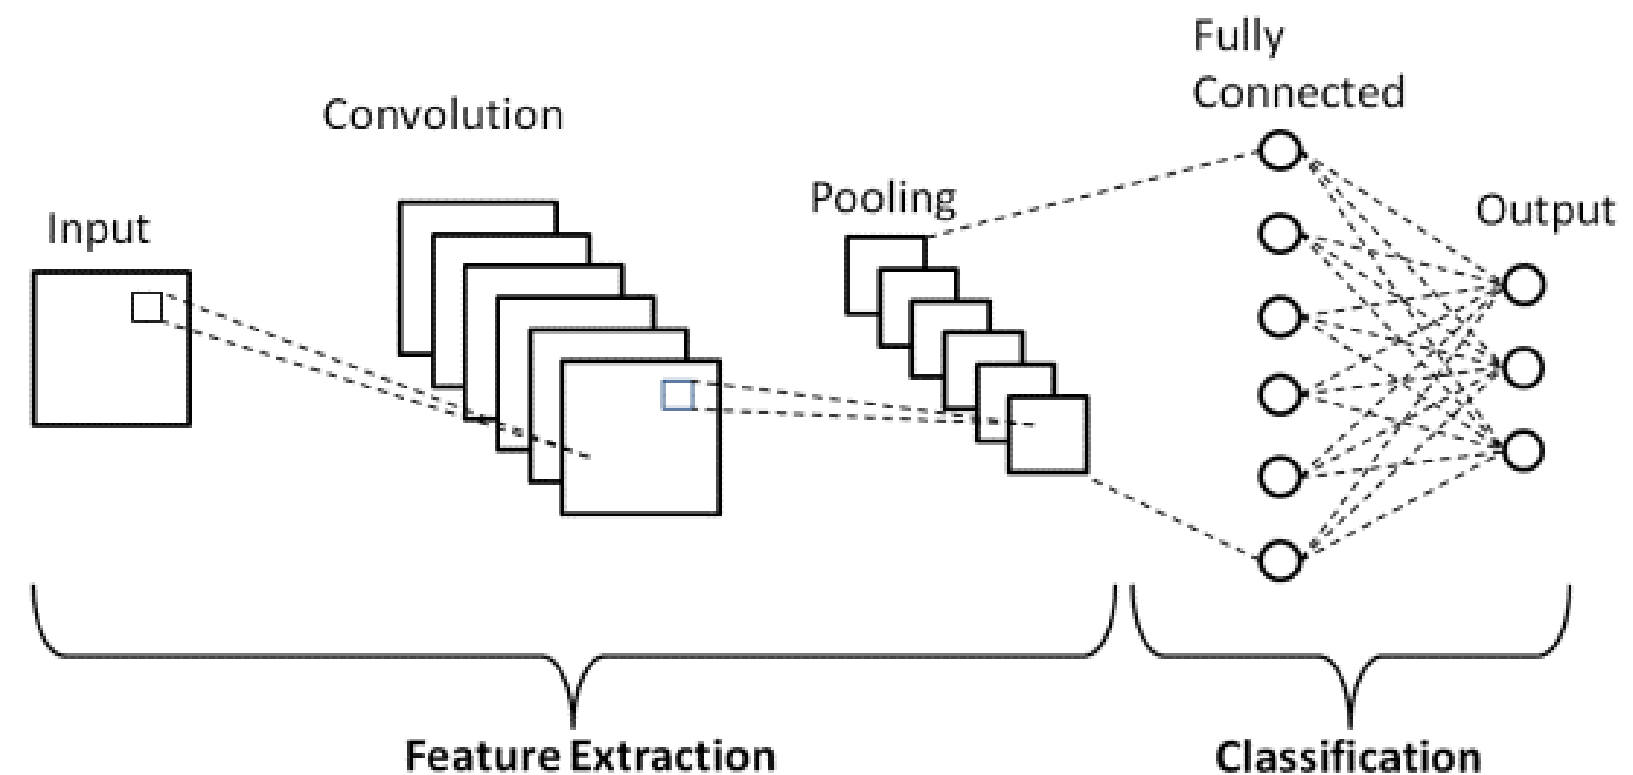 Input
Convolution
Pooling
Fully
Connected
Output
Feature Extraction
Classification